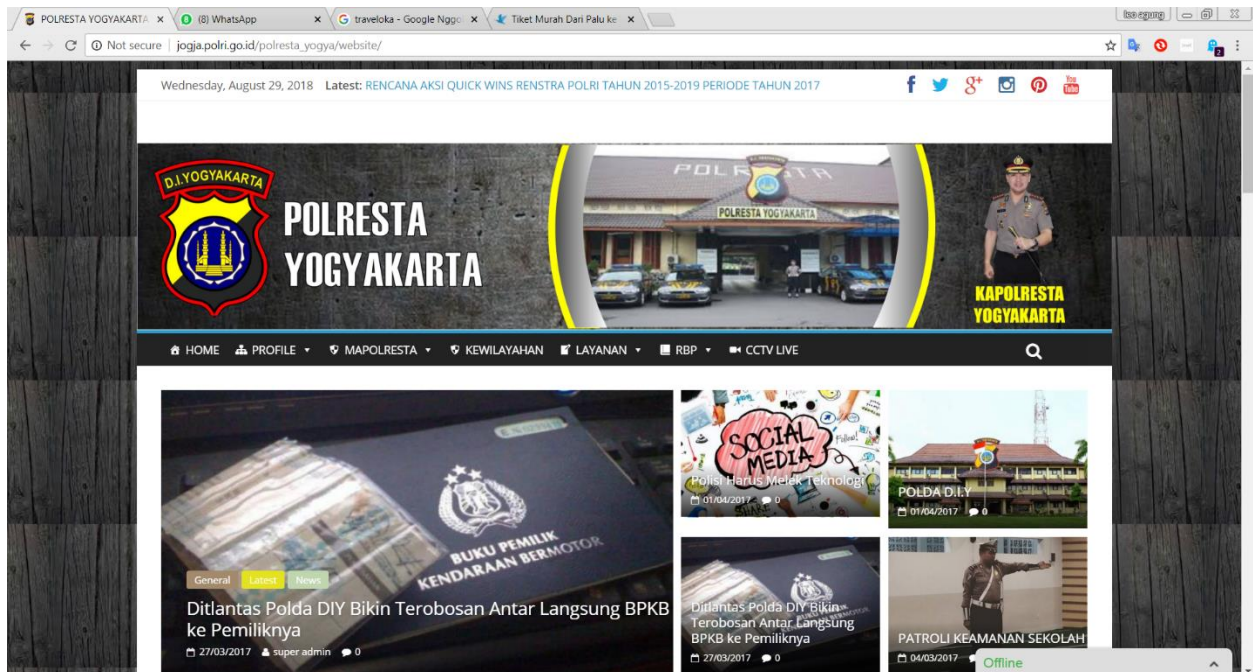 POLRESTA YOGYAKARTA
(8) WhatsApp
traveloka - Google Nggo
Tiket Murah Dari Palu ke
Not secure jogja.polri.go.id/polresta_yogya/website/
2
Wednesday, August 29, 2018 Latest: RENCANA AKSI QUICK WINS RENSTRA POLRI TAHUN 2015-2019 PERIODE TAHUN 2017
You
Tube
D.I.YOGYAKARTA
POLRESTA
YOGYAKARTA
POLRESTA YOGYAKARTA
KAPOLRESTA
YOGYAKARTA
HOME PROFILE MAPOLRESTA KEWILAYAHAN LAYANAN RBP CCTV LIVE
BUKU PEMILIK
KENDARAAN BERMOTOR
General Latest News
Ditlantas Polda DIY Bikin Terobosan Antar Langsung BPKB
ke Pemiliknya
27/03/2017 super admin 0
SOCIAL
MEDIA
Follow!
Polisi Harus Melek Teknologi
01/04/2017 0
SHARE
POLDA D.I.Y
01/04/2017 0
Ditlantas Polda DIY Bikin
Terobosan Antar Langsung
BPKB ke Pemiliknya
27/03/2017 0
PATROLI KEAMANAN SEKOLAH
04/03/2017
Offline